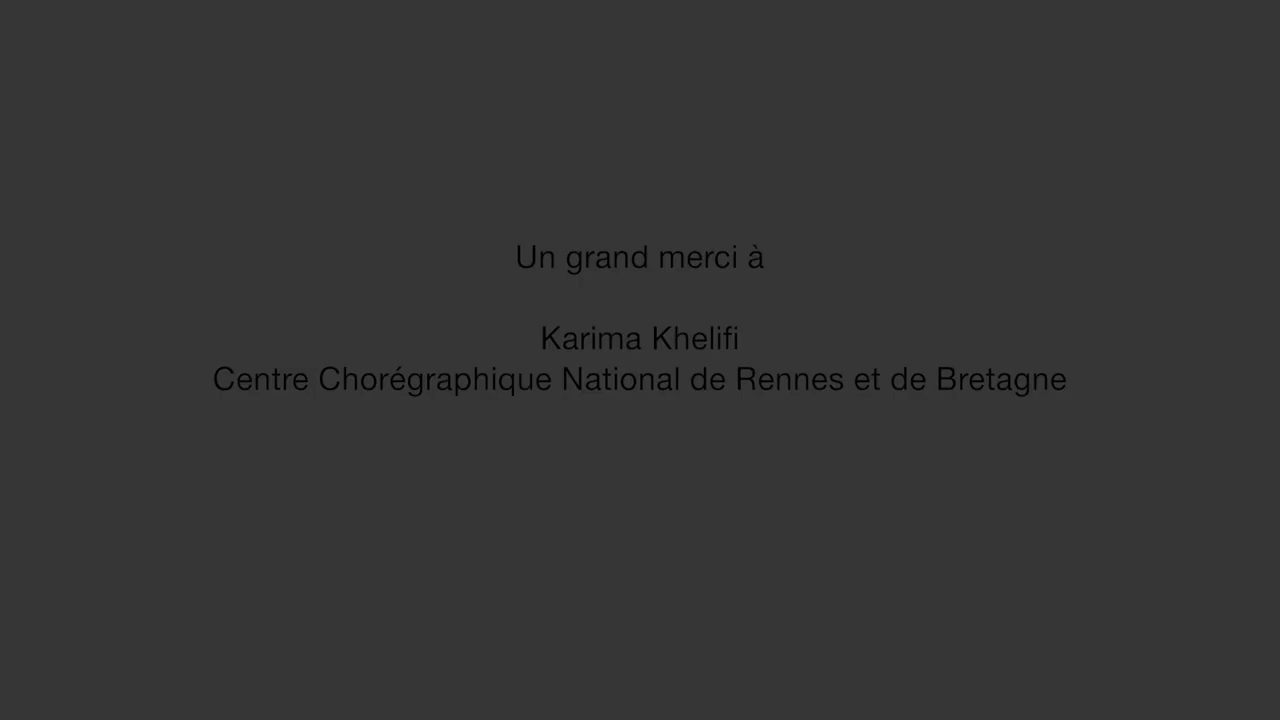 Un grand merci à
Karima Khelifi
Centre Chorégraphique National de Rennes et de Bretagne